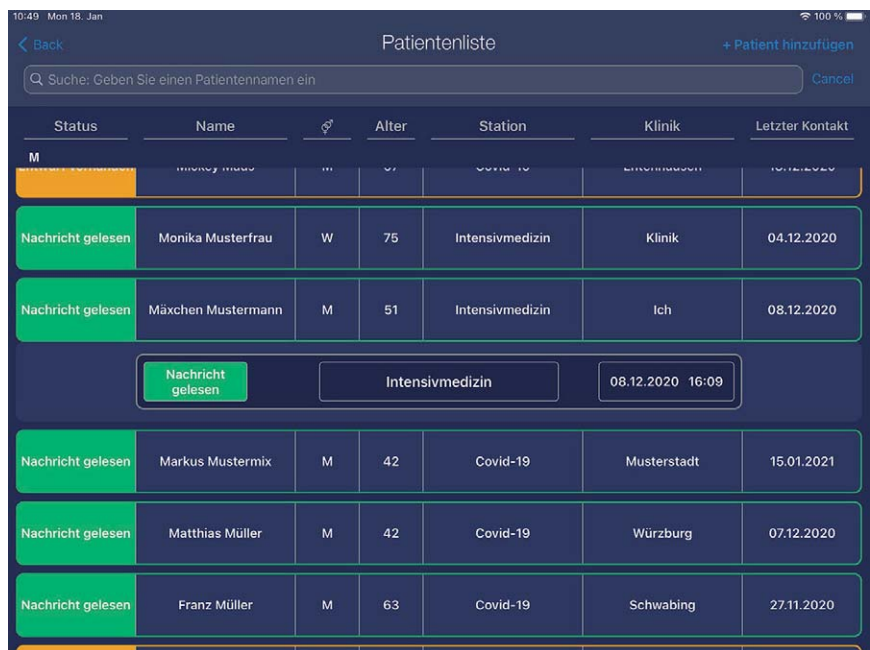 10:49 Mon 18. Jan 100 %
Back Patientenliste + Patient hinzufügen
Suche: Geben Sie einen Patientennamen ein Cancel
Status Name Alter Station Klinik Letzter Kontakt
M
Nachricht gelesen Monika Musterfrau W 75 Intensivmedizin Klinik 04.12.2020
Nachricht gelesen Mäxchen Mustermann M 51 Intensivmedizin Ich 08.12.2020
Nachricht
gelesen Intensivmedizin 08.12.2020 16:09
Nachricht gelesen Markus Mustermix M 42 Covid-19 Musterstadt 15.01.2021
Nachricht gelesen Matthias Müller M 42 Covid-19 Würzburg 07.12.2020
Nachricht gelesen Franz Müller M 63 Covid-19 Schwabing 27.11.2020